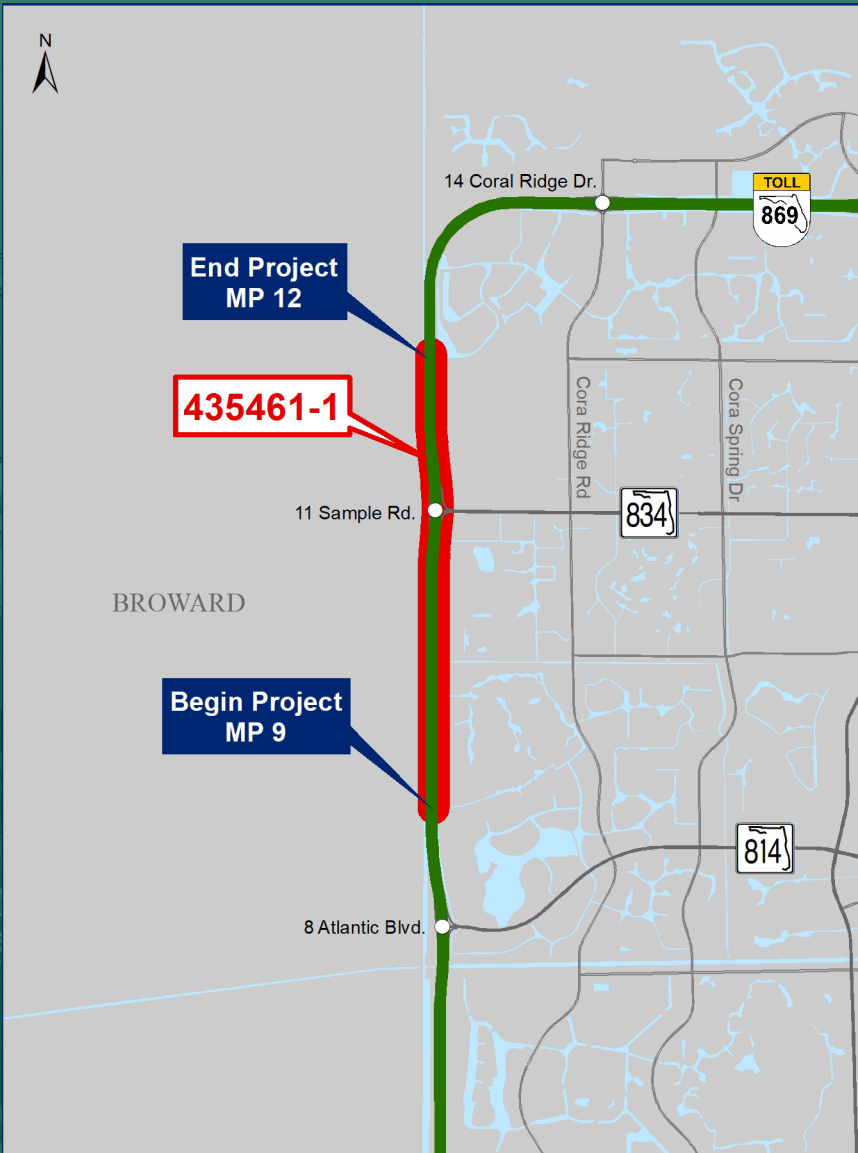 N
14 Coral Ridge Dr.
TOLL
869
End Project
MP 12
435461-1
Cora Ridge Rd
Cora Spring Dr
11 Sample Rd.
834
BROWARD
Begin Project
MP 9
814
8 Atlantic Blvd.